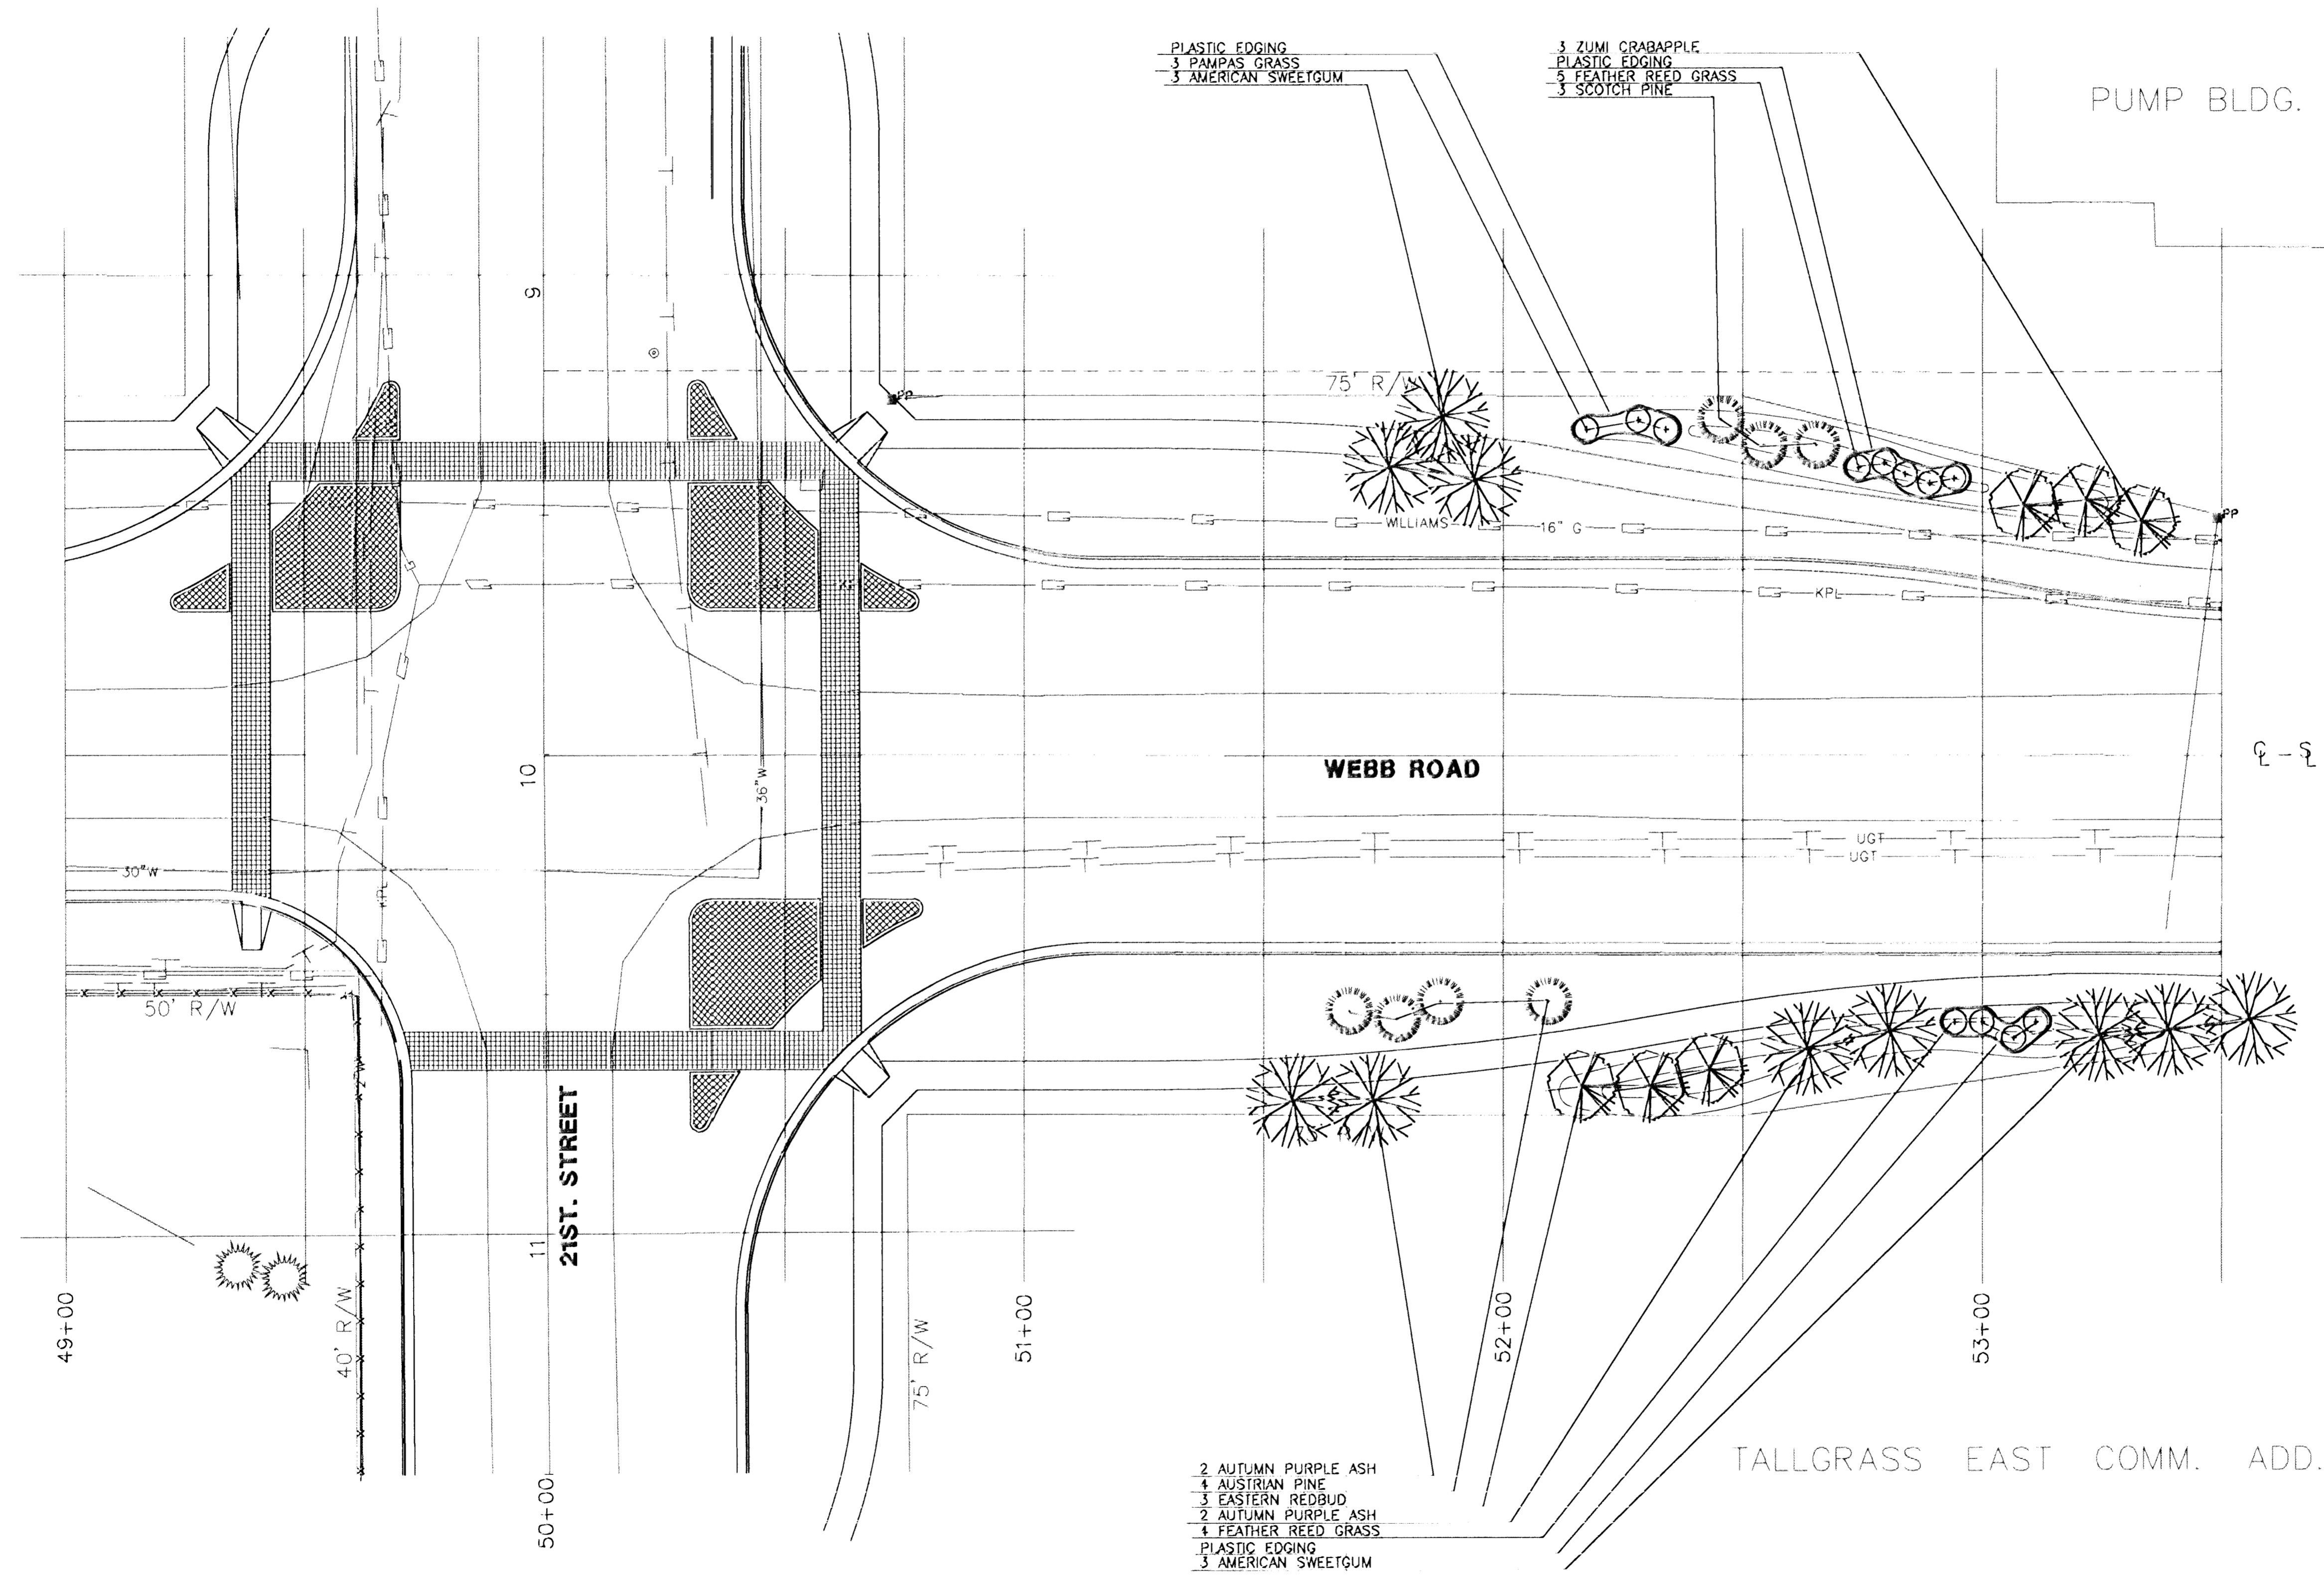 PLASTIC EDGING
3 PAMPAS GRASS
3 AMERICAN SWEETGUM
3 ZUMI CRABAPPLE
PLASTIC EDGING
5 FEATHER REED GRASS
3 SCOTCH PINE
PUMP BLDG.
9
75' R/W
PP
WILLIAMS
16" G
PP
KPL
10
36"W
WEBB ROAD
℄ - S
30"W
UGT
UGT
KPL
50' R/W
21ST. STREET
11
40' R/W
75' R/W
49+00
50+00
51+00
52+00
53+00
2 AUTUMN PURPLE ASH
4 AUSTRIAN PINE
3 EASTERN REDBUD
2 AUTUMN PURPLE ASH
4 FEATHER REED GRASS
PLASTIC EDGING
3 AMERICAN SWEETGUM
TALLGRASS EAST COMM. ADD.